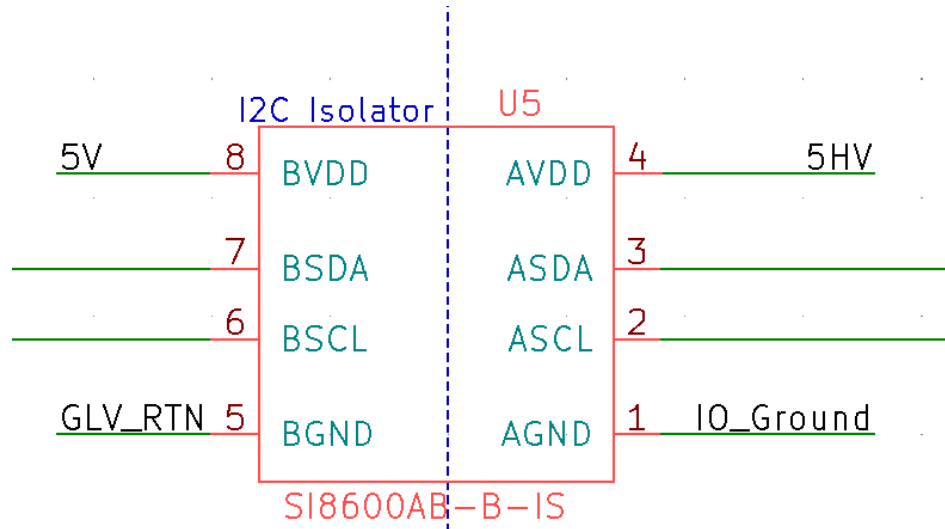 I2C Isolator U5
5V 8 BVDD AVDD 4 5HV
7 BSDA ASDA 3
6 BSCL ASCL 2
GLV_RTN 5 BGND AGND 1 IO_Ground
SI8600AB-B-IS